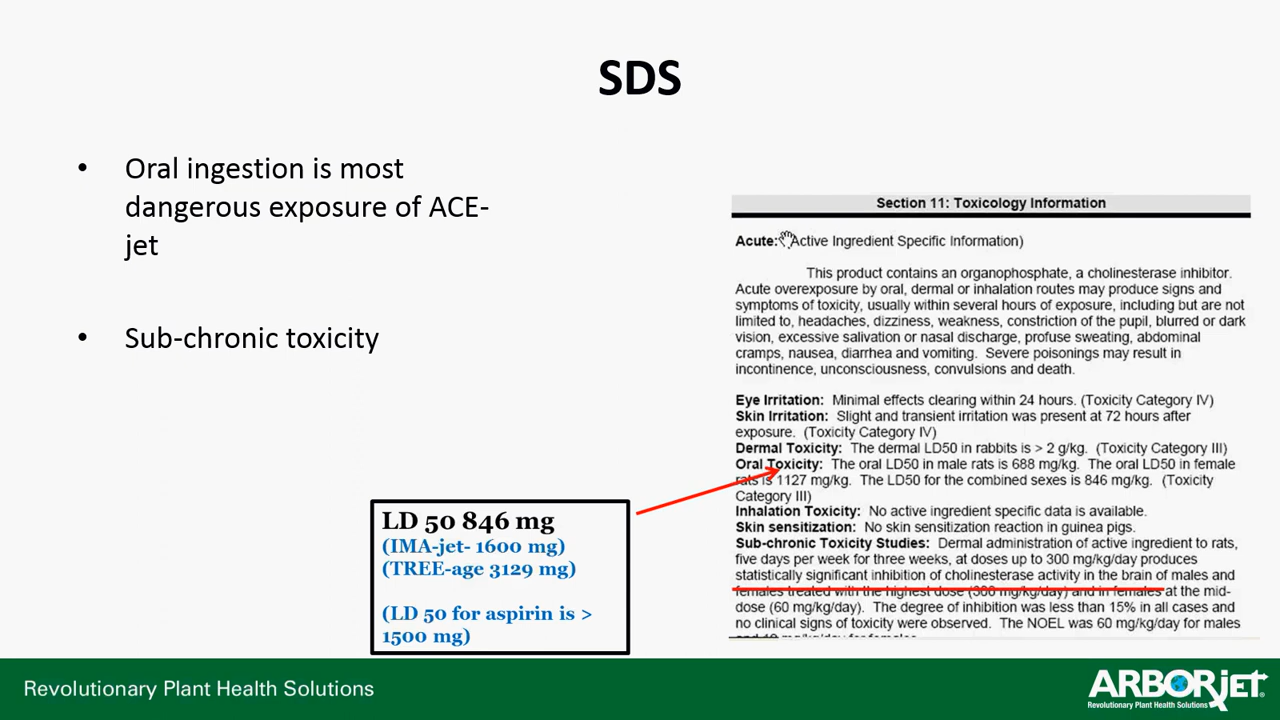 SDS
• Oral ingestion is most
dangerous exposure of ACE-
jet
• Sub-chronic toxicity
Section 11: Toxicology Information
Acute: (Active Ingredient Specific Information)
This product contains an organophosphate, a cholinesterase inhibitor.
Acute overexposure by oral, dermal or inhalation routes may produce signs and
symptoms of toxicity, usually within several hours of exposure, including but are not
limited to, headaches, dizziness, weakness, constriction of the pupil, blurred or dark
vision, excessive salivation or nasal discharge, profuse sweating, abdominal
cramps, nausea, diarrhea and vomiting. Severe poisonings may result in
incontinence, unconsciousness, convulsions and death.
Eye Irritation: Minimal effects clearing within 24 hours. (Toxicity Category IV)
Skin Irritation: Slight and transient irritation was present at 72 hours after
exposure. (Toxicity Category IV)
Dermal Toxicity: The dermal LD50 in rabbits is > 2 g/kg. (Toxicity Category III)
Oral Toxicity: The oral LD50 in male rats is 688 mg/kg. The oral LD50 in female
rats is 1127 mg/kg. The LD50 for the combined sexes is 846 mg/kg. (Toxicity
Category III)
Inhalation Toxicity: No active ingredient specific data is available.
Skin sensitization: No skin sensitization reaction in guinea pigs.
Sub-chronic Toxicity Studies: Dermal administration of active ingredient to rats,
five days per week for three weeks, at doses up to 300 mg/kg/day produces
statistically significant inhibition of cholinesterase activity in the brain of males and
females treated with the highest dose (300 mg/kg/day) and in females at the mid-
dose (60 mg/kg/day). The degree of inhibition was less than 15% in all cases and
no clinical signs of toxicity were observed. The NOEL was 60 mg/kg/day for males
LD 50 846 mg
(IMA-jet- 1600 mg)
(TREE-age 3129 mg)
(LD 50 for aspirin is >
1500 mg)
Revolutionary Plant Health Solutions
ARBORjet
Revolutionary Plant Health Solutions